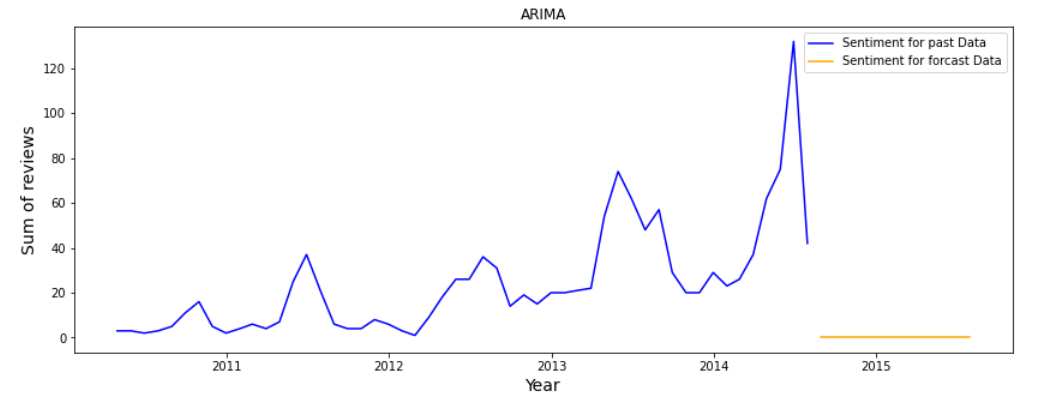 ARIMA
Sentiment for past Data
Sentiment for forcast Data
Sum of reviews
120
100
80
60
40
20
0
2011 2012 2013 2014 2015
Year